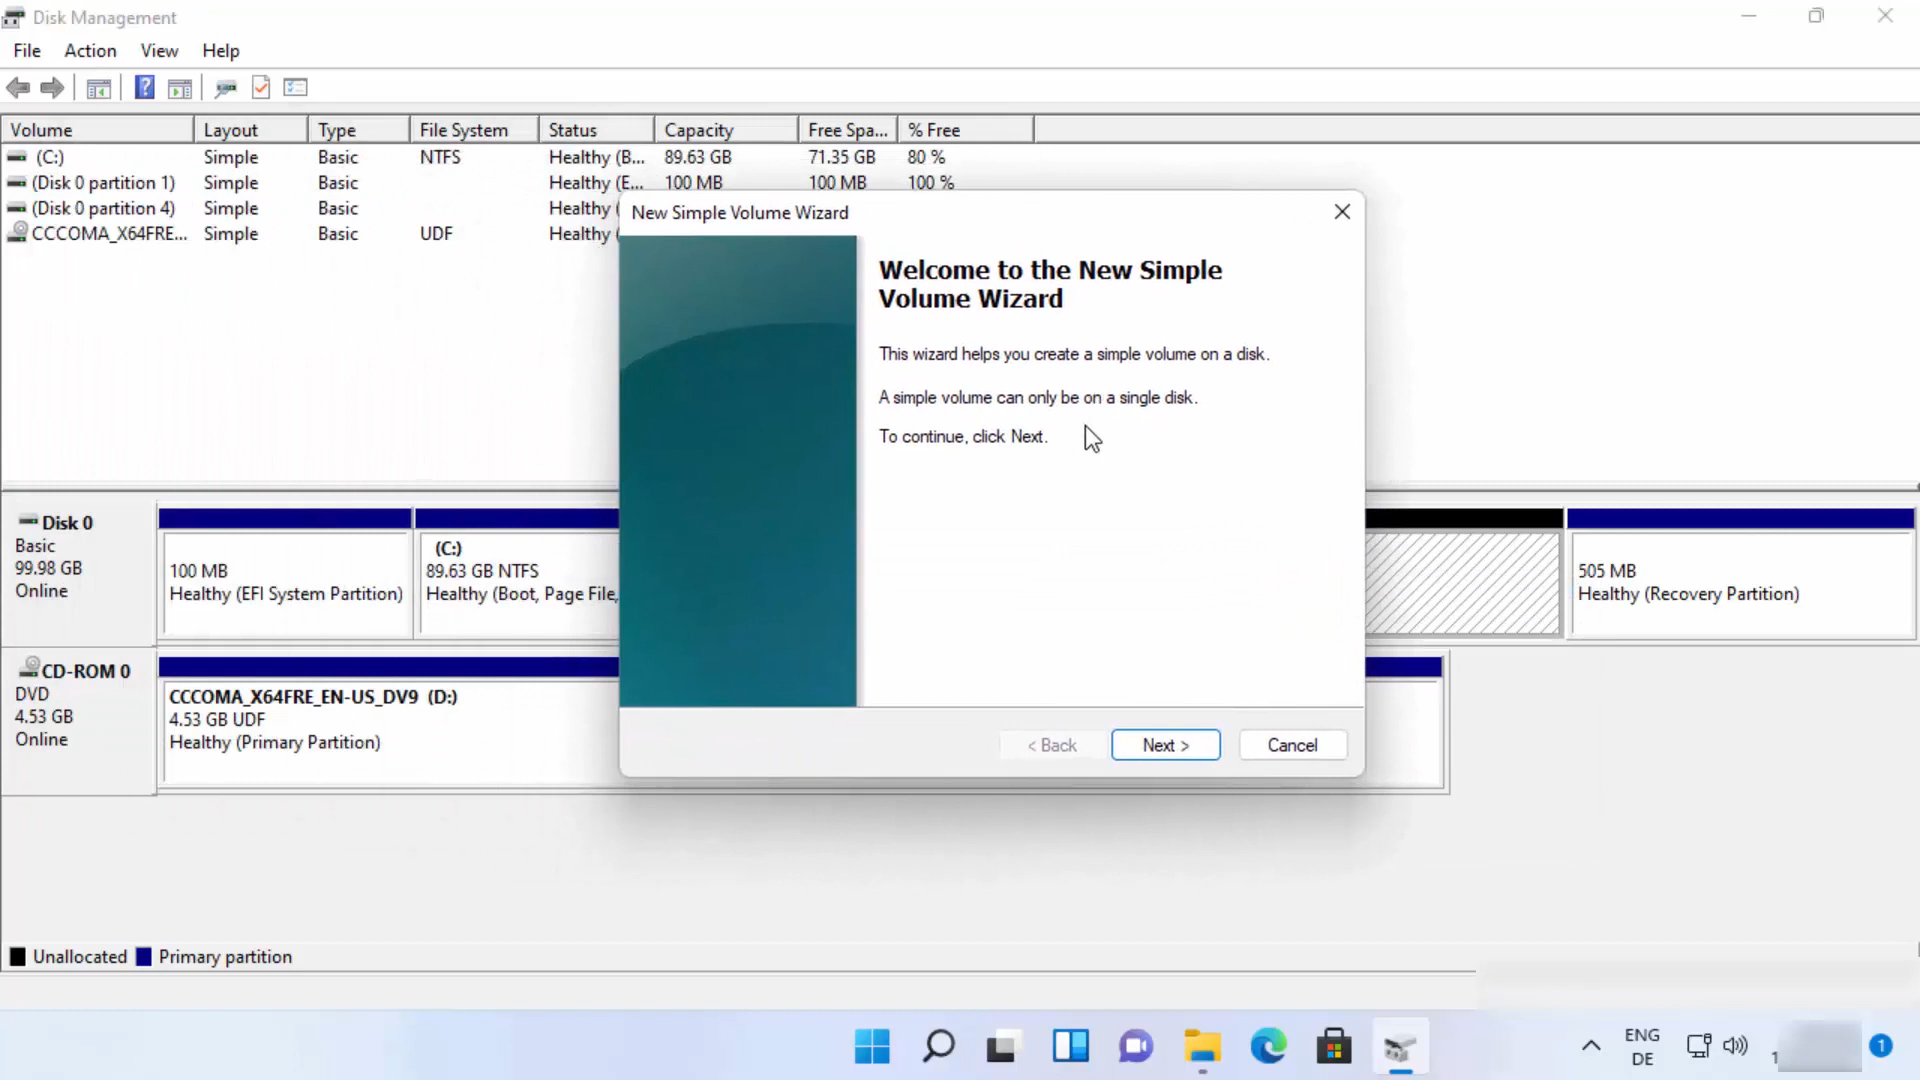 Disk Management
File Action View Help
Volume Layout Type File System Status Capacity Free Spa... % Free
(C:) Simple Basic NTFS Healthy (B... 89.63 GB 71.35 GB 80 %
(Disk 0 partition 1) Simple Basic Healthy (E... 100 MB 100 MB 100 %
(Disk 0 partition 4) Simple Basic Healthy (
CCCOMA_X64FRE... Simple Basic UDF Healthy (
New Simple Volume Wizard
Welcome to the New Simple
Volume Wizard
This wizard helps you create a simple volume on a disk.
A simple volume can only be on a single disk.
To continue, click Next.
< Back Next > Cancel
Disk 0
Basic
99.98 GB
Online
100 MB
Healthy (EFI System Partition)
(C:)
89.63 GB NTFS
Healthy (Boot, Page File,
505 MB
Healthy (Recovery Partition)
CD-ROM 0
DVD
4.53 GB
Online
CCCOMA_X64FRE_EN-US_DV9 (D:)
4.53 GB UDF
Healthy (Primary Partition)
Unallocated Primary partition
ENG
DE
1
1